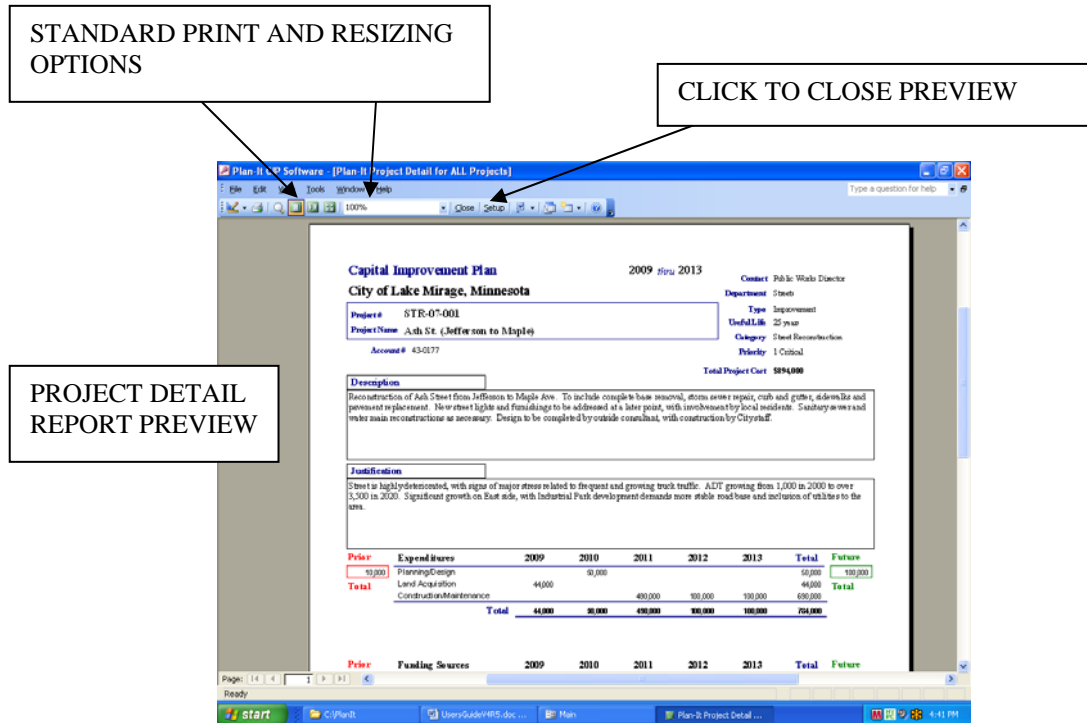 STANDARD PRINT AND RESIZING
OPTIONS
CLICK TO CLOSE PREVIEW
Plan-It CIP Software - [Plan-It Project Detail for ALL Projects]
File Edit Tools Window Help
Type a question for help
100% Close Setup
Capital Improvement Plan 2009 thru 2013
City of Lake Mirage, Minnesota
Contact Public Works Director
Department Streets
Type Improvement
Useful Life 25 years
Category Street Reconstruction
Priority 1 Critical
Project # STR-07-001
Project Name Ash St. (Jefferson to Maple)
Account # 43-0177
Total Project Cost $894,000
PROJECT DETAIL
REPORT PREVIEW
Description
Reconstruction of Ash Street from Jefferson to Maple Ave. To include complete base removal, storm sewer repair, curb and gutter, sidewalks and
pavement replacement. New street lights and furnishings to be addressed at a later point, with involvement by local residents. Sanitary sewer and
water main reconstructions as necessary. Design to be completed by outside consultant, with construction by City staff.
Justification
Street is highly deteriorated, with signs of major stress related to frequent and growing truck traffic. ADT growing from 1,000 in 2000 to over
3,500 in 2020. Significant growth on East side, with Industrial Park development demands more stable road base and inclusion of utilities to the
area.
Prior Expenditures 2009 2010 2011 2012 2013 Total Future
Planning/Design 50,000 100,000
Total Land Acquisition 44,000 44,000 Total
Construction/Maintenance 490,000 100,000 100,000 690,000
Total 44,000 490,000 100,000 100,000
Prior Funding Sources 2009 2010 2011 2012 2013 Total Future
Page: 1
Ready
start C:\PlanIt UsersGuideV4R5.doc ... Main Plan-It Project Detail ... 4:41 PM